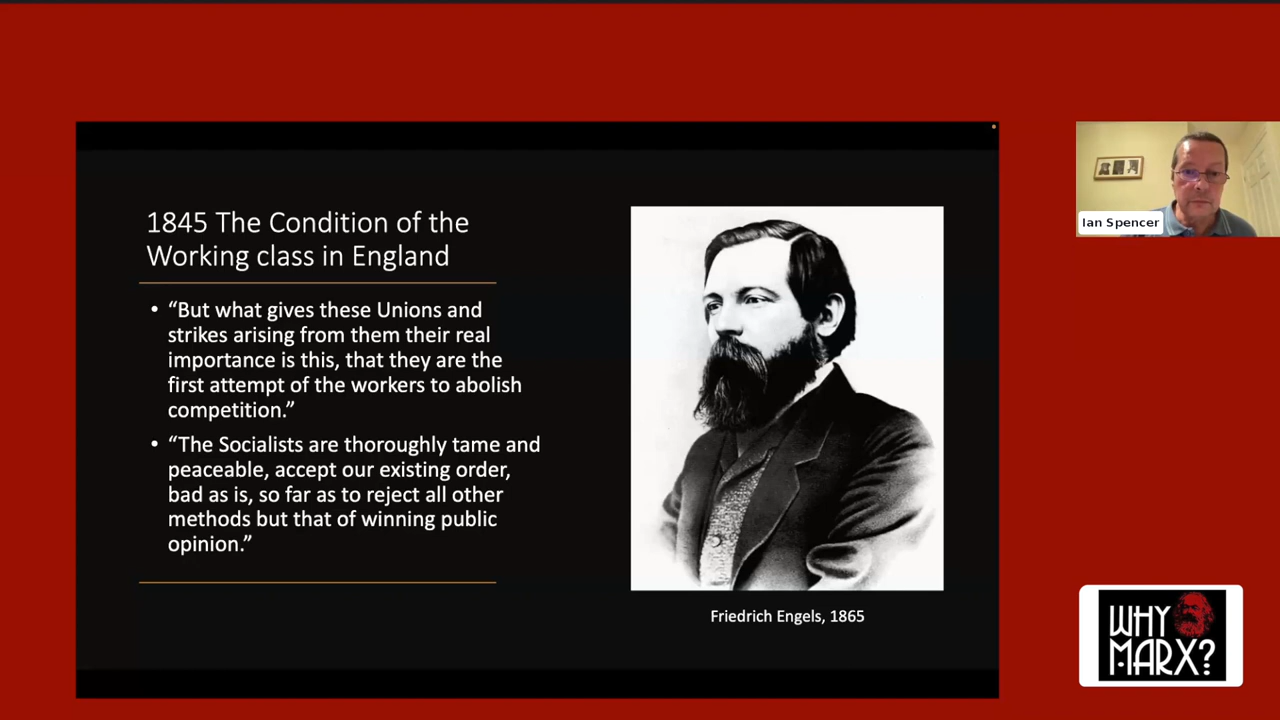 1845 The Condition of the
Working class in England
• “But what gives these Unions and
strikes arising from them their real
importance is this, that they are the
first attempt of the workers to abolish
competition.”
• “The Socialists are thoroughly tame and
peaceable, accept our existing order,
bad as is, so far as to reject all other
methods but that of winning public
opinion.”
Friedrich Engels, 1865
Ian Spencer
WHY
MARX?